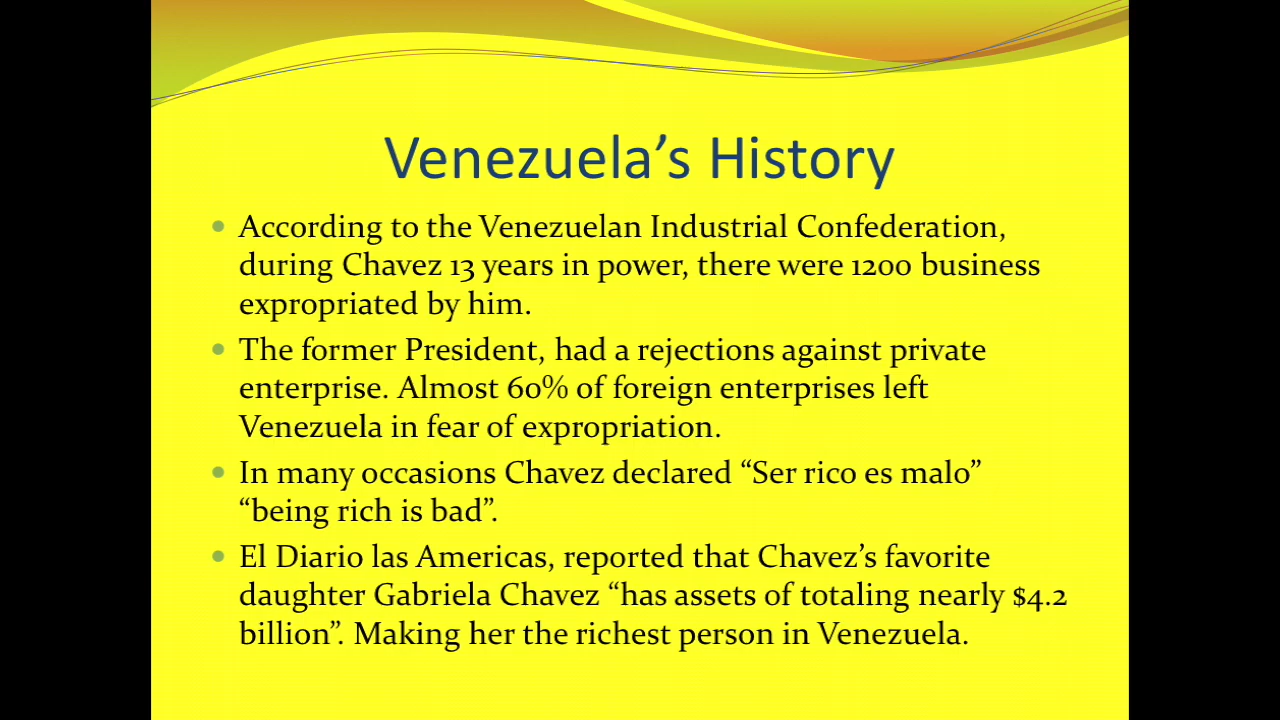 Venezuela’s History
According to the Venezuelan Industrial Confederation,
during Chavez 13 years in power, there were 1200 business
expropriated by him.
The former President, had a rejections against private
enterprise. Almost 60% of foreign enterprises left
Venezuela in fear of expropriation.
In many occasions Chavez declared “Ser rico es malo”
“being rich is bad”.
El Diario las Americas, reported that Chavez’s favorite
daughter Gabriela Chavez “has assets of totaling nearly $4.2
billion”. Making her the richest person in Venezuela.